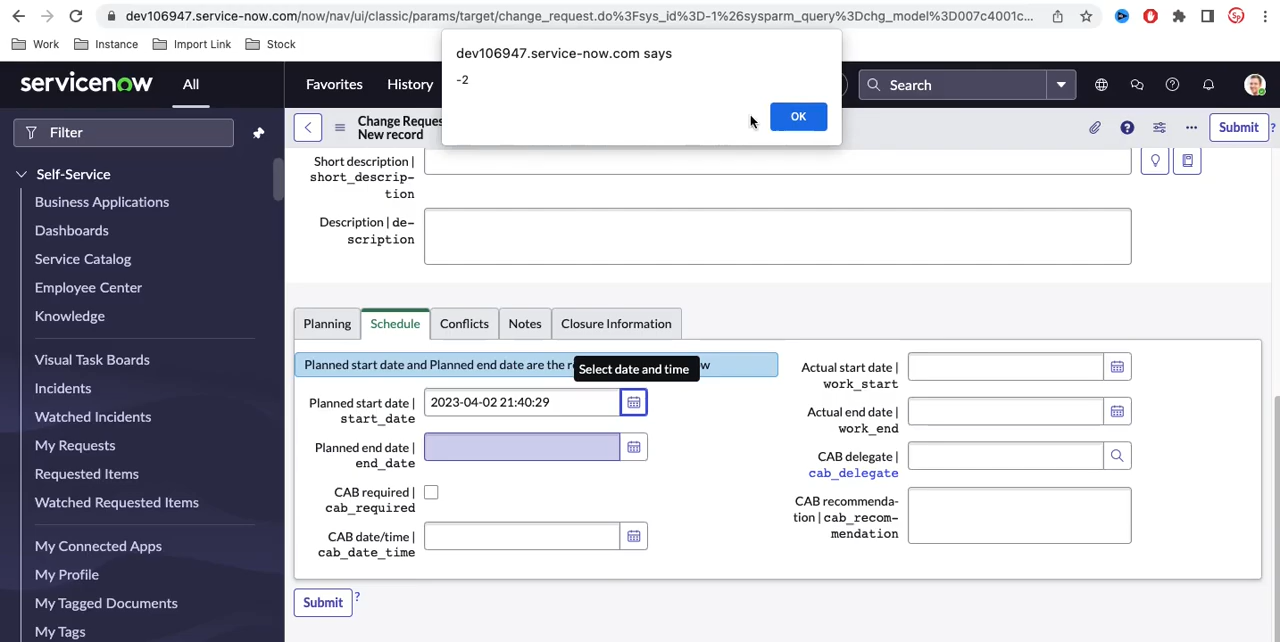 dev106947.service-now.com/now/nav/ui/classic/params/target/change_request.do%3Fsys_id%3D-1%26sysparm_query%3Dchg_model%3D007c4001c...
Work
Instance
Import Link
Stock
dev106947.service-now.com says
-2
OK
servicenow
All
Favorites
History
Search
Filter
Change Reque
New record
Submit
?
Self-Service
Business Applications
Dashboards
Service Catalog
Employee Center
Knowledge
Visual Task Boards
Incidents
Watched Incidents
My Requests
Requested Items
Watched Requested Items
My Connected Apps
My Profile
My Tagged Documents
My Tags
Short description |
short_descrip-
tion
Description | de-
scription
Planning
Schedule
Conflicts
Notes
Closure Information
Planned start date and Planned end date are the re
Select date and time
w
Planned start date |
start_date
2023-04-02 21:40:29
Planned end date |
end_date
CAB required |
cab_required
CAB date/time |
cab_date_time
Actual start date |
work_start
Actual end date |
work_end
CAB delegate |
cab_delegate
CAB recommenda-
tion | cab_recom-
mendation
Submit
?